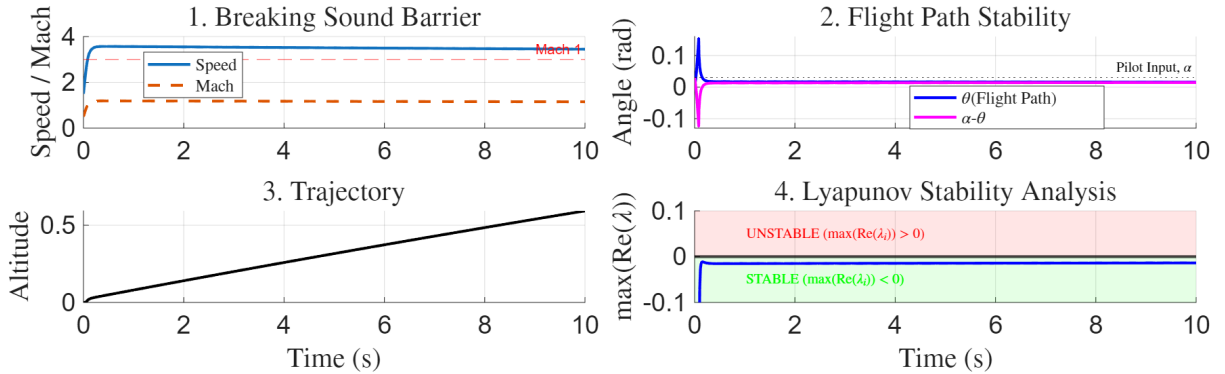 1. Breaking Sound Barrier
Speed / Mach
4
2
0
Mach 1
Speed
Mach
0 2 4 6 8 10
2. Flight Path Stability
Angle (rad)
0.1
0
-0.1
Pilot Input, α
θ(Flight Path)
α-θ
0 2 4 6 8 10
3. Trajectory
Altitude
0.5
0
0 2 4 6 8 10
Time (s)
4. Lyapunov Stability Analysis
max(Re(λ))
0.1
0
-0.1
UNSTABLE (max(Re(λᵢ)) > 0)
STABLE (max(Re(λᵢ)) < 0)
0 2 4 6 8 10
Time (s)